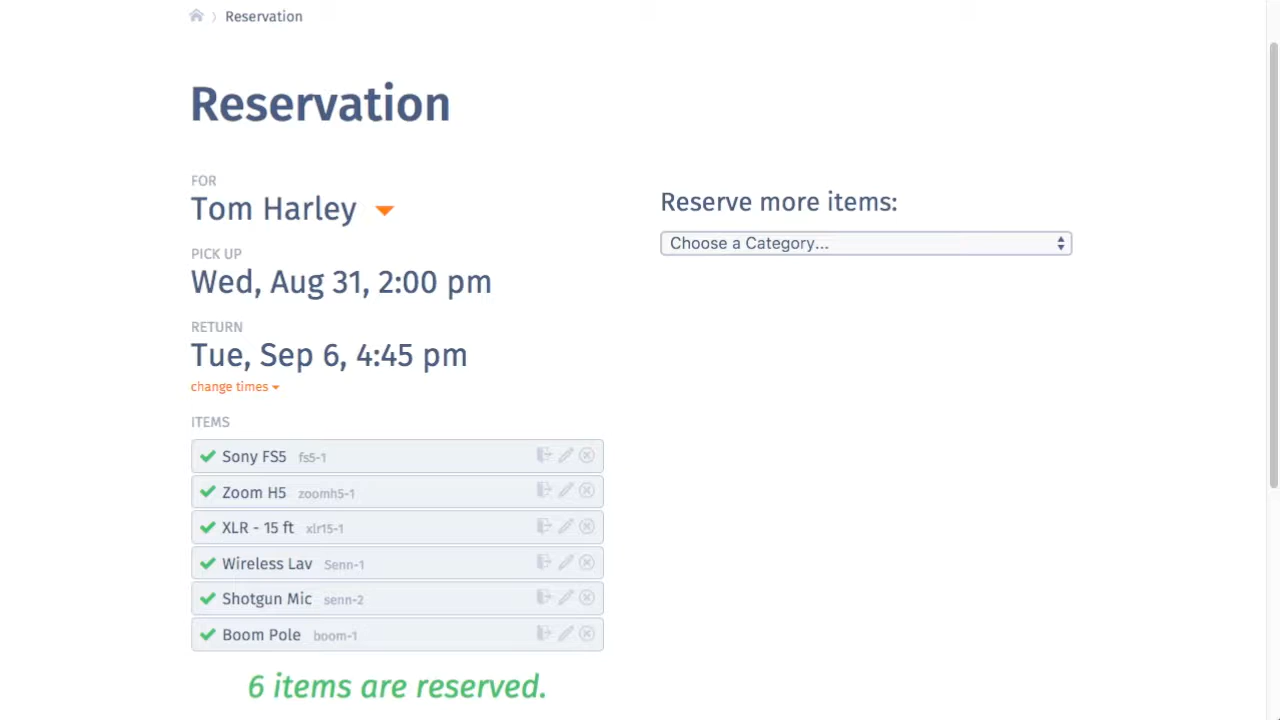 Reservation
Reservation
FOR
Tom Harley
PICK UP
Wed, Aug 31, 2:00 pm
RETURN
Tue, Sep 6, 4:45 pm
change times
ITEMS
Sony FS5 fs5-1
Zoom H5 zoomh5-1
XLR - 15 ft xlr15-1
Wireless Lav Senn-1
Shotgun Mic senn-2
Boom Pole boom-1
6 items are reserved.
Reserve more items:
Choose a Category...